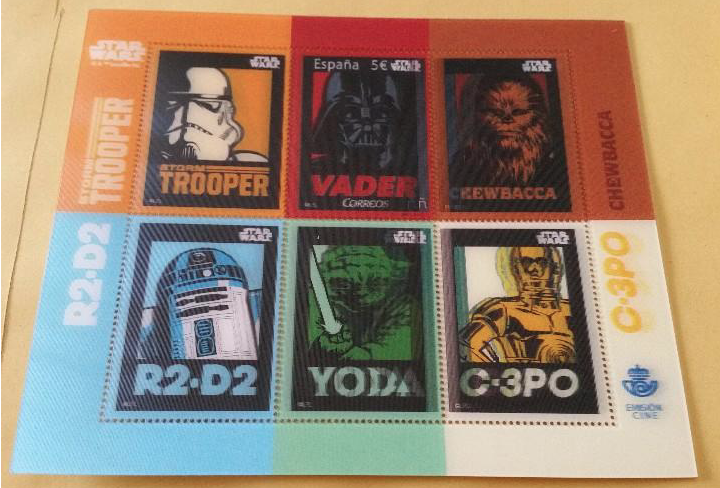 STAR WARS
STORM TROOPER
STAR WARS
STORM
TROOPER
España 5€ STAR WARS
VADER
CORREOS
STAR WARS
CHEWBACCA
CHEWBACCA
R2·D2
STAR WARS
R2·D2
STAR WARS
YODA
STAR WARS
C·3PO
C·3PO
EMISIÓN
CINE